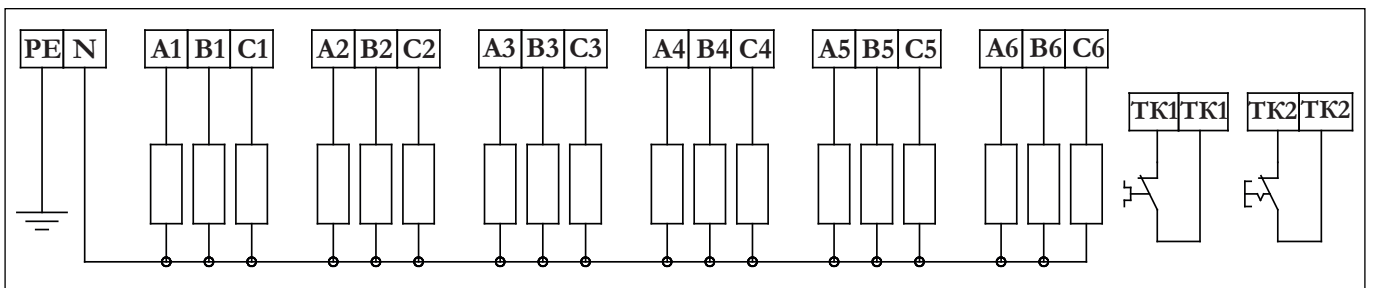 PE N A1 B1 C1 A2 B2 C2 A3 B3 C3 A4 B4 C4 A5 B5 C5 A6 B6 C6
TK1 TK1 TK2 TK2